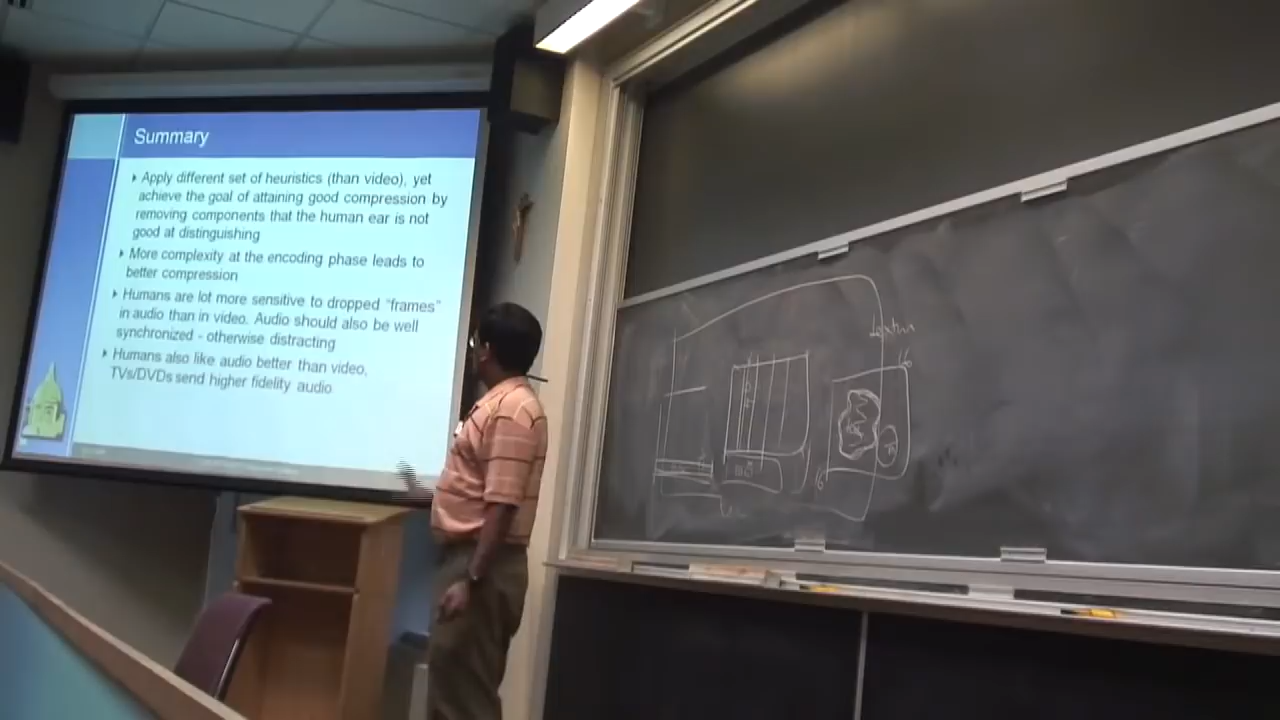 Summary
Apply different set of heuristics (than video), yet
achieve the goal of attaining good compression by
removing components that the human ear is not
good at distinguishing
More complexity at the encoding phase leads to
better compression
Humans are lot more sensitive to dropped "frames"
in audio than in video. Audio should also be well
synchronized - otherwise distracting
Humans also like audio better than video,
TVs/DVDs send higher fidelity audio
16